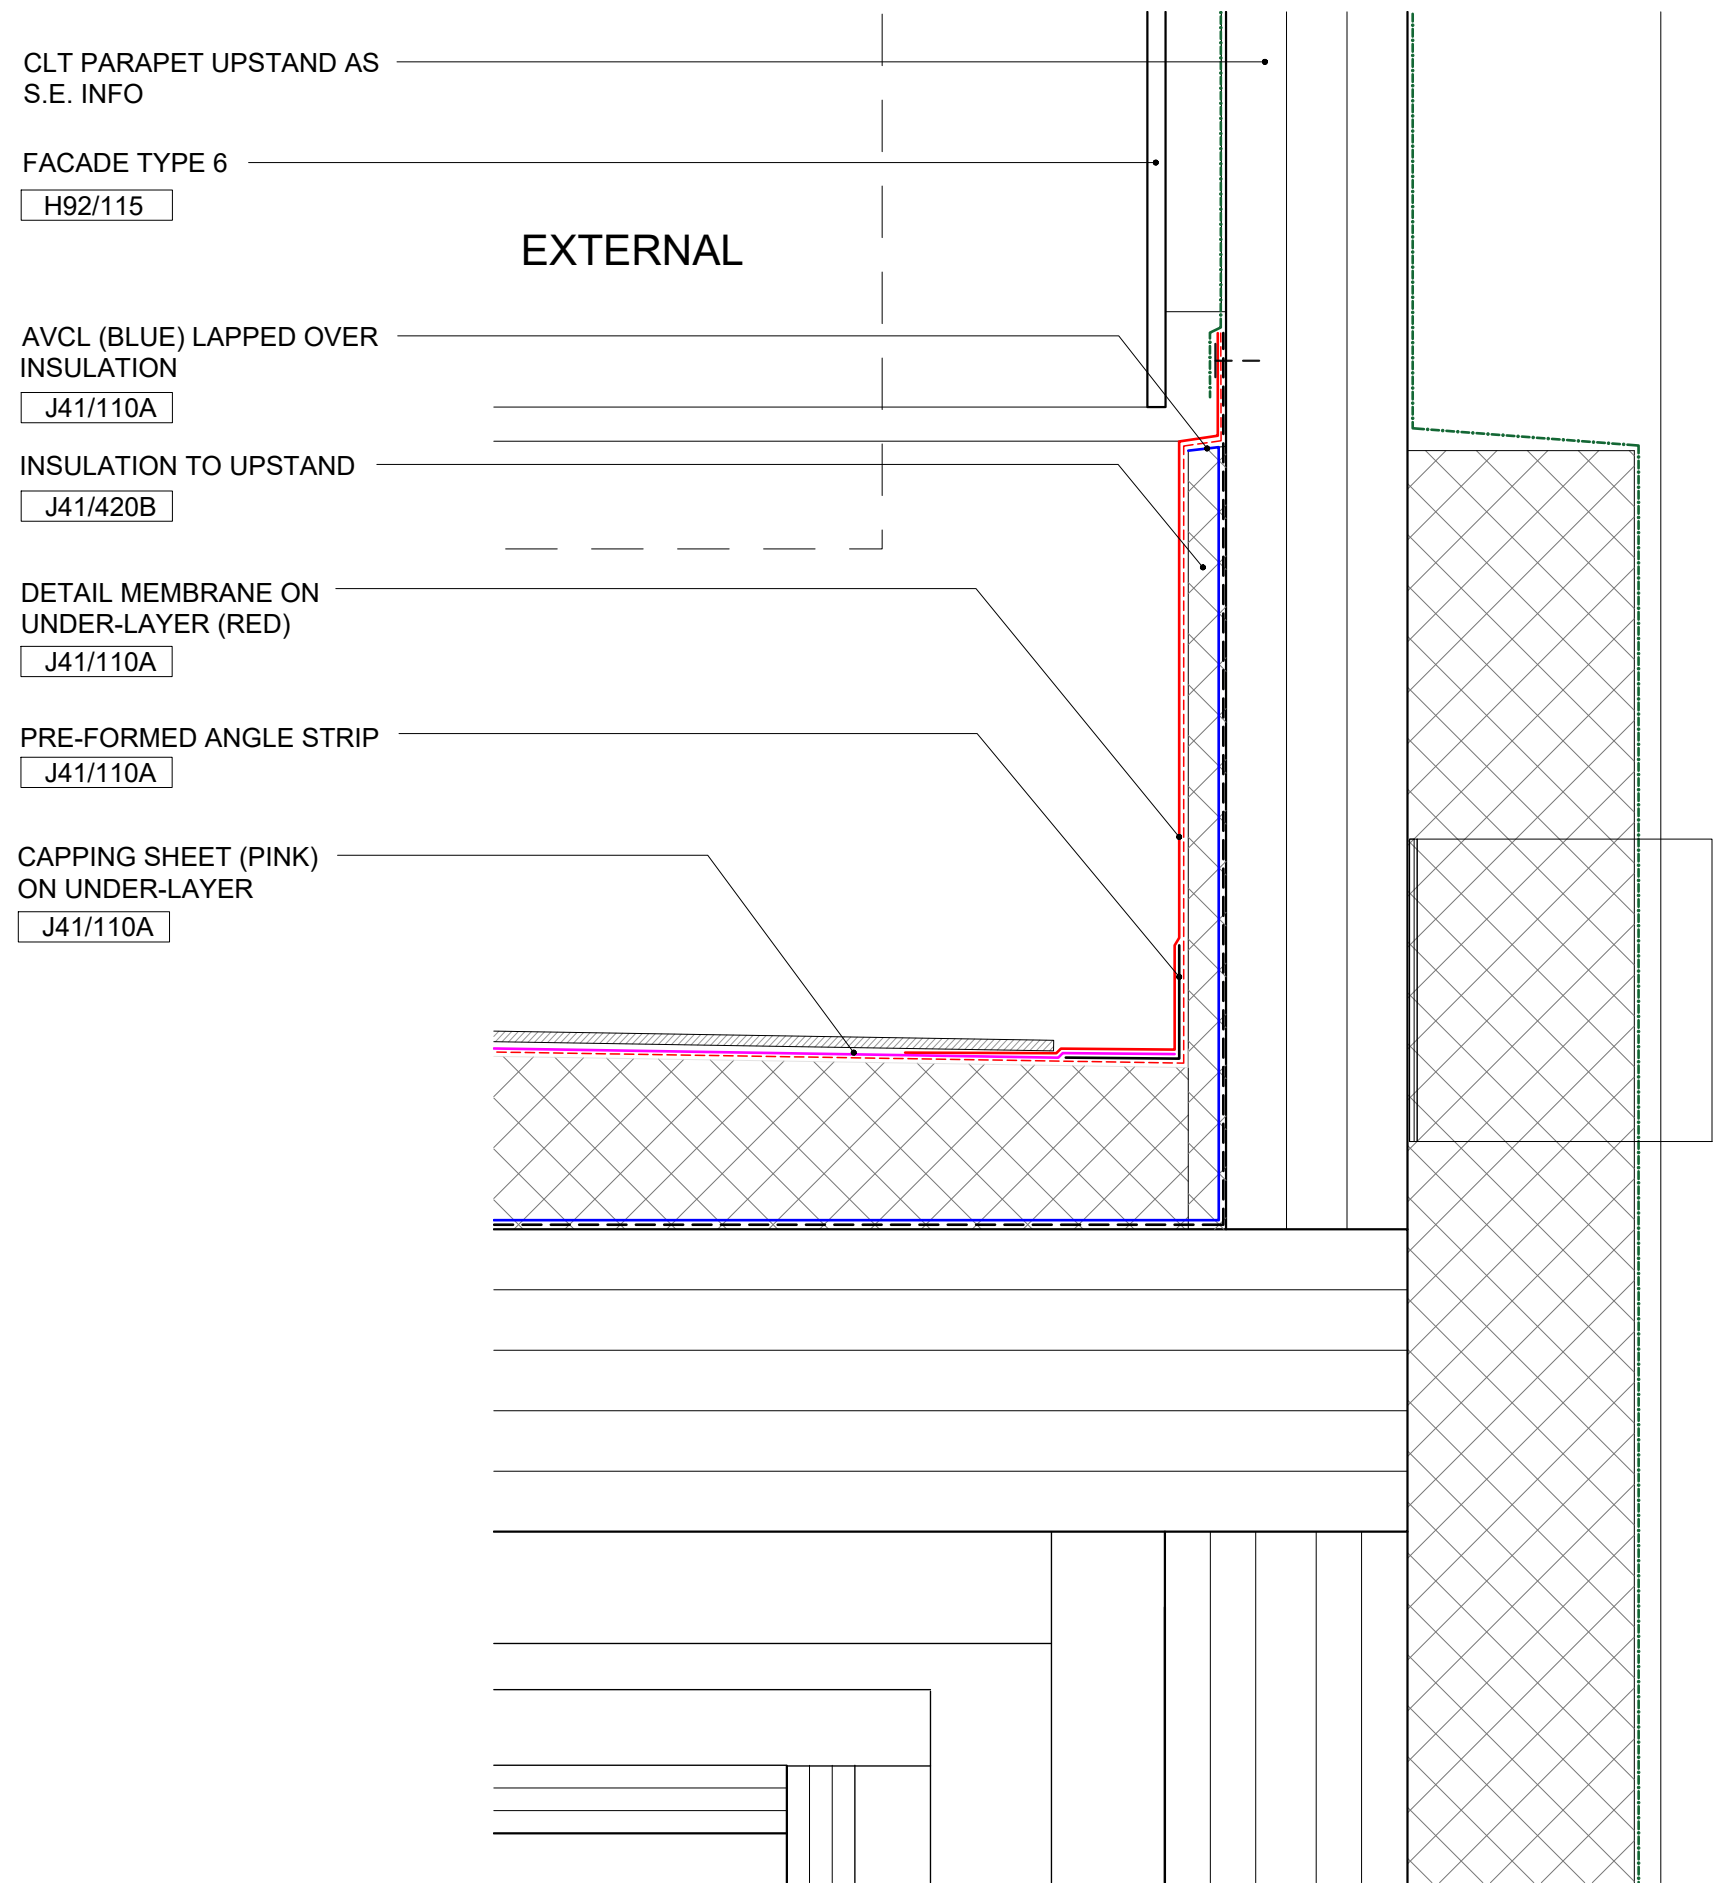 CLT PARAPET UPSTAND AS
S.E. INFO
FACADE TYPE 6
H92/115
EXTERNAL
AVCL (BLUE) LAPPED OVER
INSULATION
J41/110A
INSULATION TO UPSTAND
J41/420B
DETAIL MEMBRANE ON
UNDER-LAYER (RED)
J41/110A
PRE-FORMED ANGLE STRIP
J41/110A
CAPPING SHEET (PINK)
ON UNDER-LAYER
J41/110A